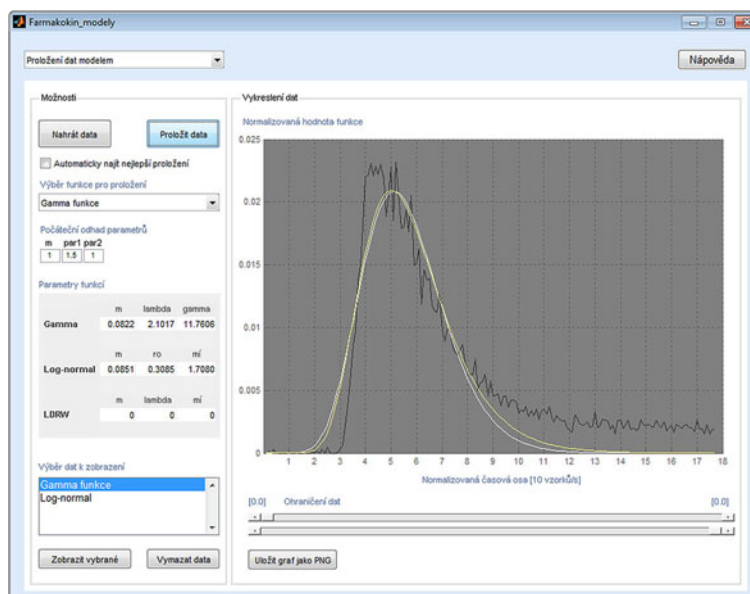 Farmakokin_modely
Proložení dat modelem
Nápověda
Možnosti
Nahrát data
Proložit data
Automaticky najít nejlepší proložení
Výběr funkce pro proložení
Gamma funkce
Počáteční odhad parametrů
m par1 par2
1 1.5 1
Parametry funkcí
m lambda gamma
Gamma 0.0822 2.1017 11.7606
m ro mí
Log-normal 0.0851 0.3085 1.7080
m lambda mí
LDRW 0 0 0
Výběr dat k zobrazení
Gamma funkce
Log-normal
Zobrazit vybrané
Vymazat data
Vykreslení dat
Normalizovaná hodnota funkce
0.025
0.02
0.015
0.01
0.005
0
1 2 3 4 5 6 7 8 9 10 11 12 13 14 15 16 17 18
Normalizovaná časová osa [10 vzorků/s]
[0.0] Ohraničení dat [0.0]
Uložit graf jako PNG